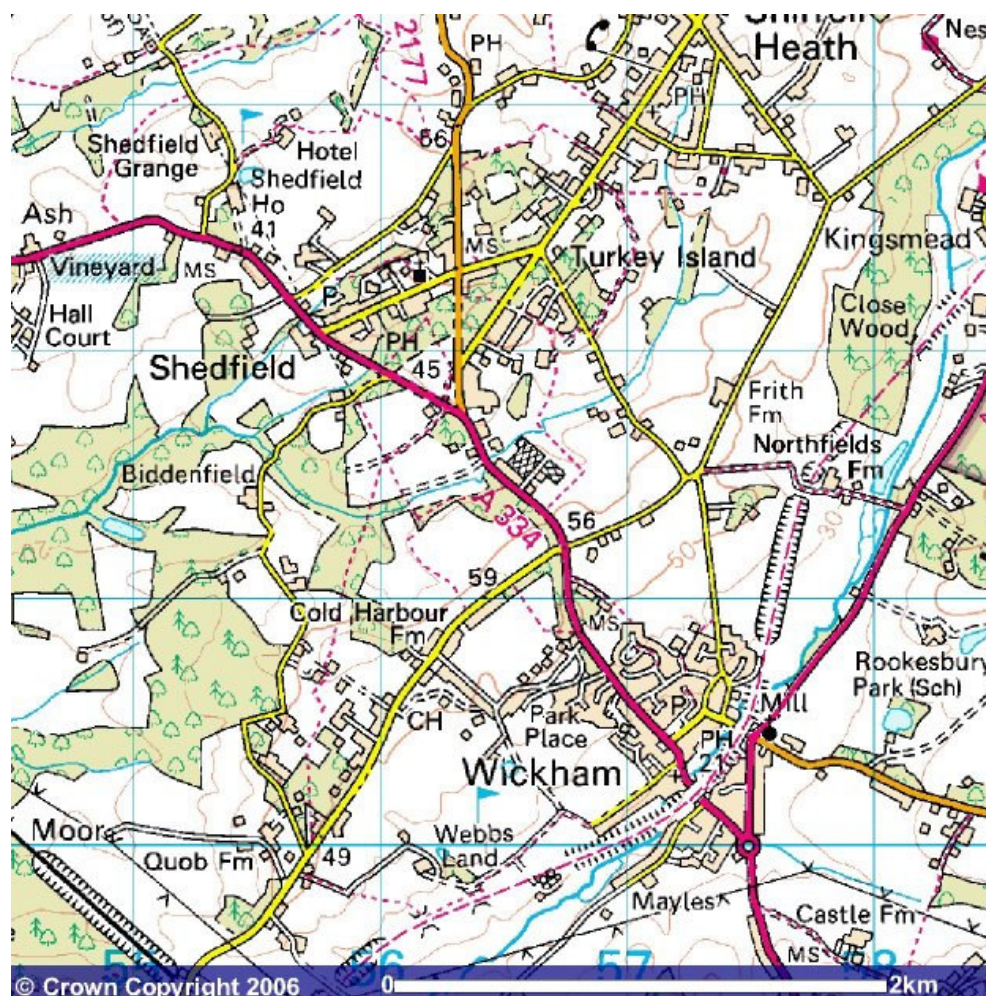 PH
2177
Heath
PH
56
Shedfield
Grange
Hotel
Shedfield
Ho
41
Ash
Vineyard
MS
MS
Turkey Island
Kingsmead
Hall
Court
P
Close
Wood
PH
Shedfield
45
Frith
Fm
Northfields
Fm
Biddenfield
A 334
56
50
30
59
Cold Harbour
Fm
MS
Rookesbury
Park (Sch)
CH
Park
Place
P
Mill
PH
21
Wickham
Moor
Webbs
Land
Quob Fm
49
Mayles
Castle Fm
MS
56
57
© Crown Copyright 2006
0
2km